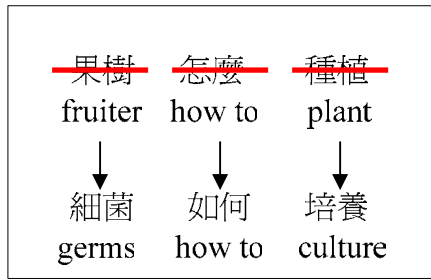 果樹 怎麼 種植
fruiter how to plant
細菌 如何 培養
germs how to culture